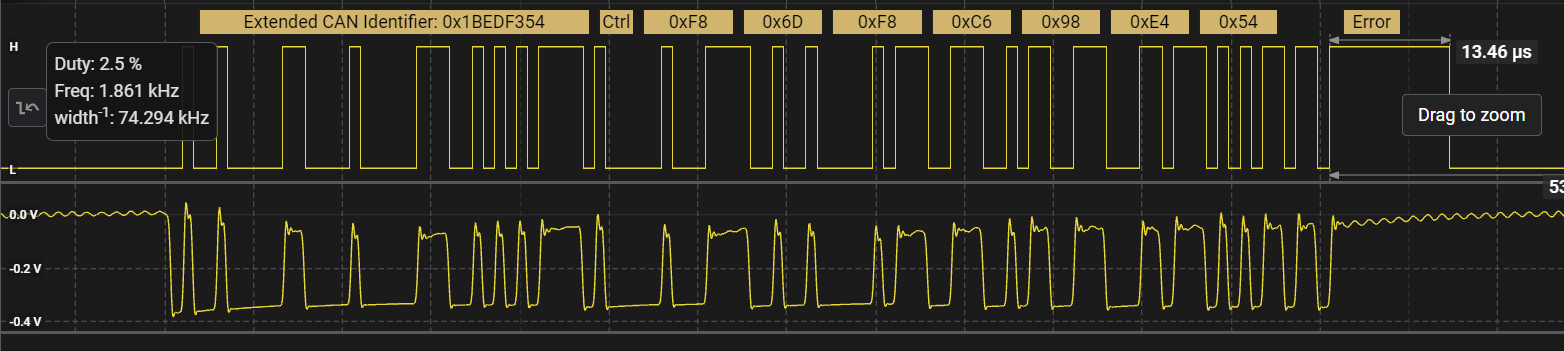 Extended CAN Identifier: 0x1BEDF354 Ctrl 0xF8 0x6D 0xF8 0xC6 0x98 0xE4 0x54 Error
H
13.46 µs
Duty: 2.5 %
Freq: 1.861 kHz
width-1: 74.294 kHz
Drag to zoom
L
53
0.0 V
-0.2 V
-0.4 V